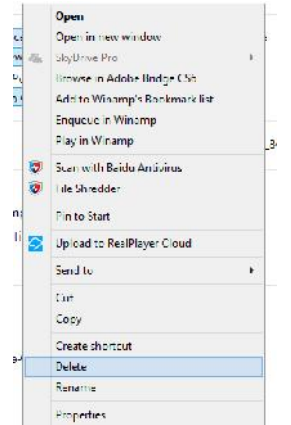 Open
Open in new window
SkyDrive Pro
Browse in Adobe Bridge CS6
Add to Winamp's Bookmark list
Enqueue in Winamp
Play in Winamp
Scan with Baidu Antivirus
File Shredder
Pin to Start
Upload to RealPlayer Cloud
Send to
Cut
Copy
Create shortcut
Delete
Rename
Properties